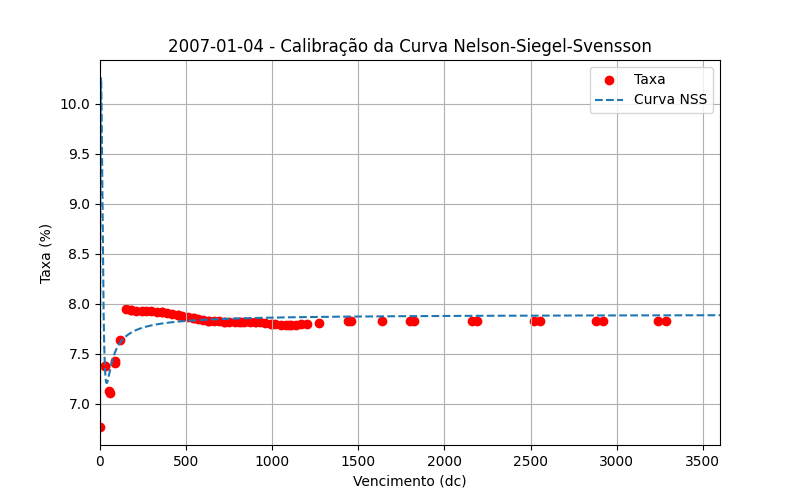 2007-01-04 - Calibração da Curva Nelson-Siegel-Svensson
Taxa
Curva NSS
10.0
9.5
9.0
8.5
8.0
7.5
7.0
Taxa (%)
0 500 1000 1500 2000 2500 3000 3500
Vencimento (dc)